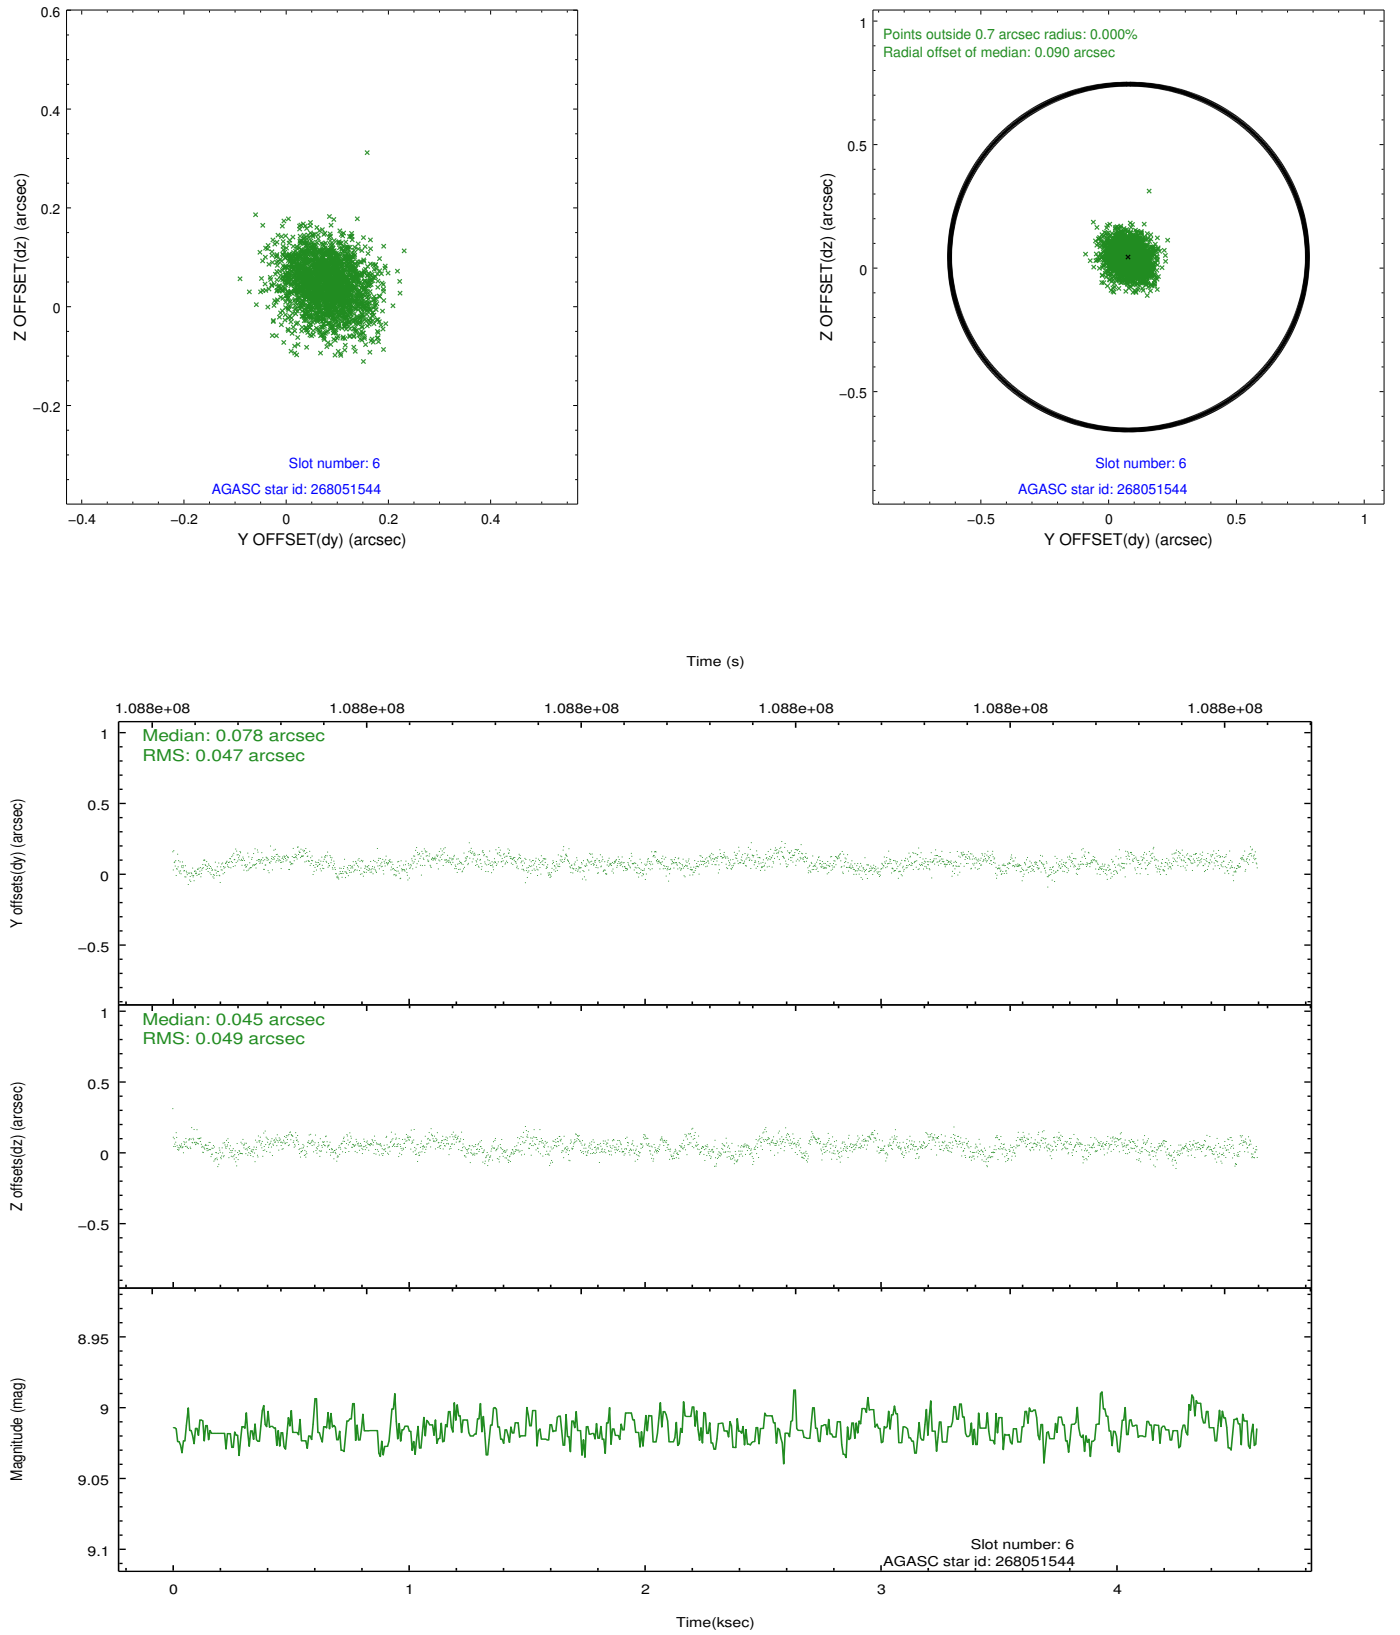 0.6
0.4
0.2
0
−0.2
Z OFFSET(dz) (arcsec)
Slot number: 6
AGASC star id: 268051544
−0.4
−0.2
0
0.2
0.4
Y OFFSET(dy) (arcsec)
Points outside 0.7 arcsec radius: 0.000%
Radial offset of median: 0.090 arcsec
1
0.5
0
−0.5
Z OFFSET(dz) (arcsec)
Slot number: 6
AGASC star id: 268051544
−0.5
0
0.5
1
Y OFFSET(dy) (arcsec)
Time (s)
1.088e+08 1.088e+08 1.088e+08 1.088e+08 1.088e+08 1.088e+08
Median: 0.078 arcsec
RMS: 0.047 arcsec
1
0.5
0
−0.5
Y offsets(dy) (arcsec)
Median: 0.045 arcsec
RMS: 0.049 arcsec
1
0.5
0
−0.5
Z offsets(dz) (arcsec)
8.95
9
9.05
9.1
Magnitude (mag)
Slot number: 6
AGASC star id: 268051544
0 1 2 3 4
Time(ksec)